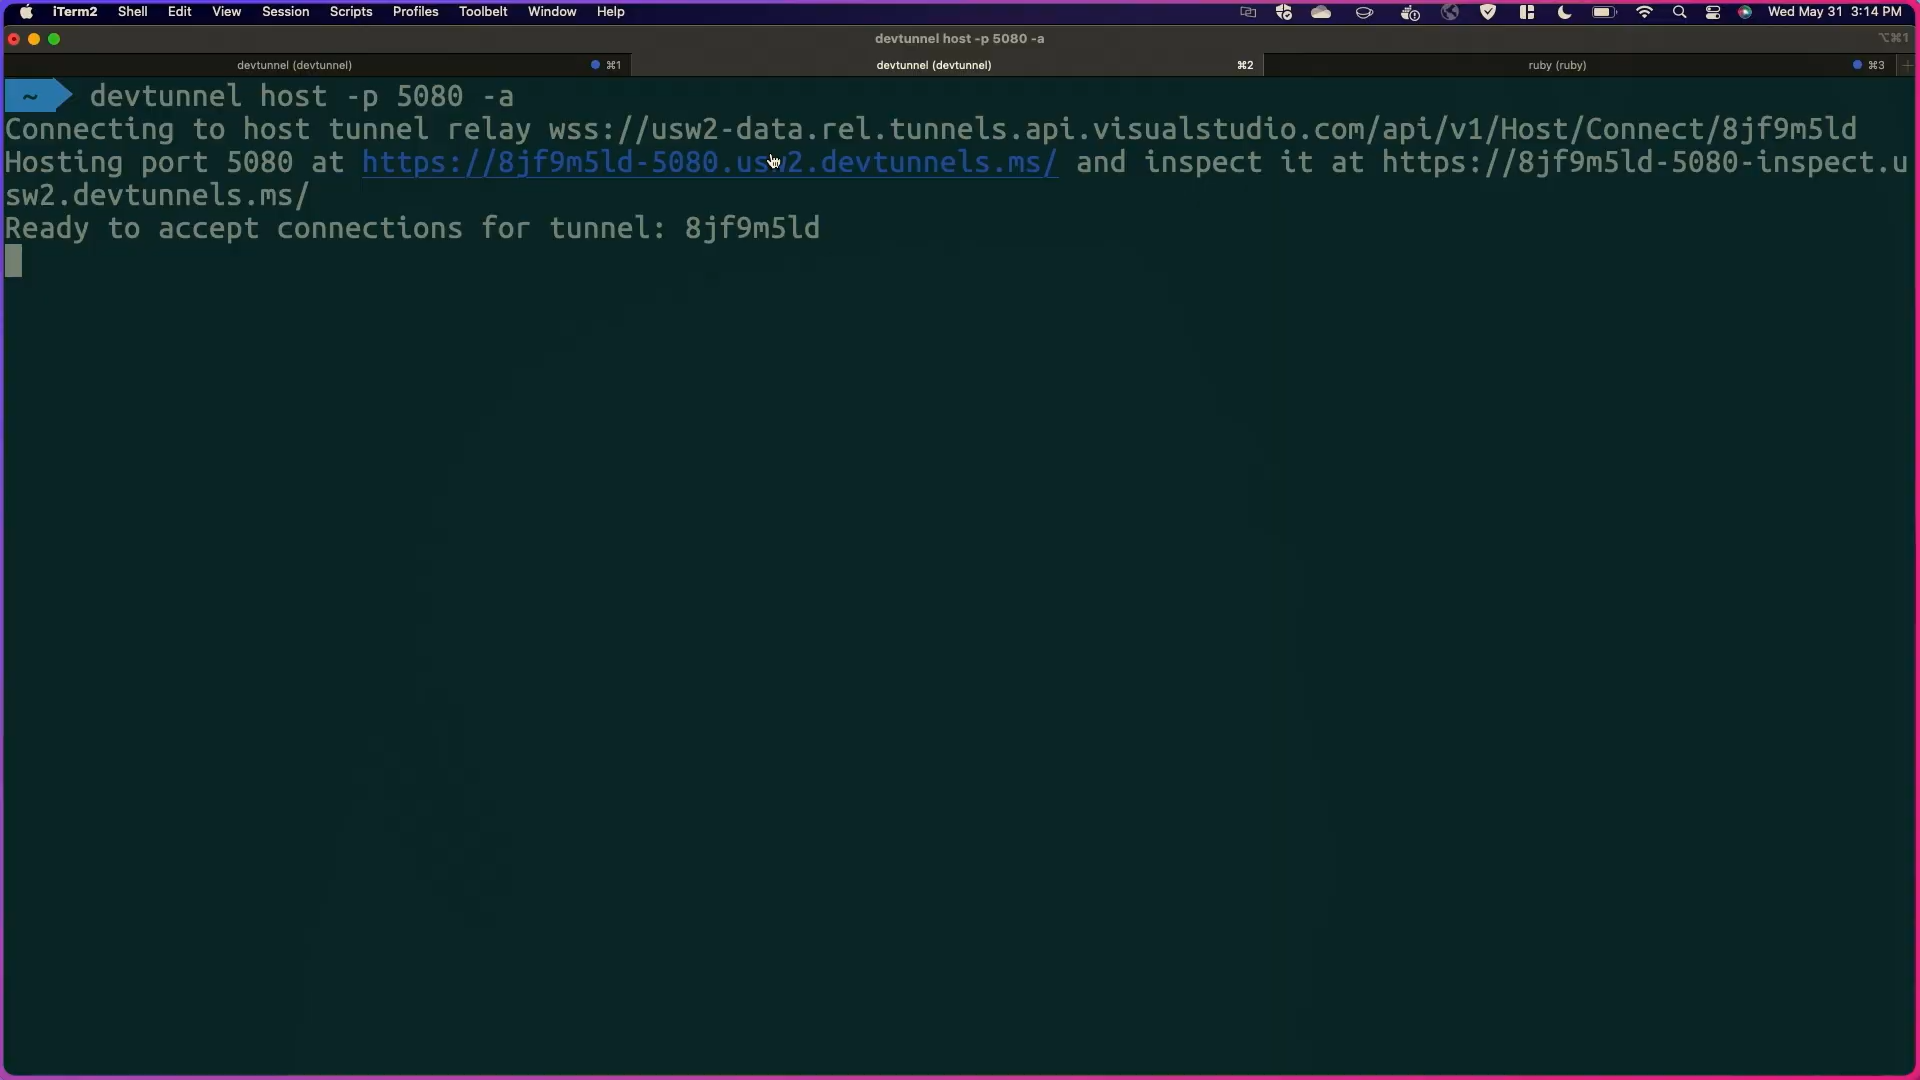 iTerm2 Shell Edit View Session Scripts Profiles Toolbelt Window Help Wed May 31 3:14 PM
devtunnel host -p 5080 -a ⌥⌘1
devtunnel (devtunnel) ⌘1 devtunnel (devtunnel) ⌘2 ruby (ruby) ⌘3
~ devtunnel host -p 5080 -a
Connecting to host tunnel relay wss://usw2-data.rel.tunnels.api.visualstudio.com/api/v1/Host/Connect/8jf9m5ld
Hosting port 5080 at https://8jf9m5ld-5080.usw2.devtunnels.ms/ and inspect it at https://8jf9m5ld-5080-inspect.u
sw2.devtunnels.ms/
Ready to accept connections for tunnel: 8jf9m5ld